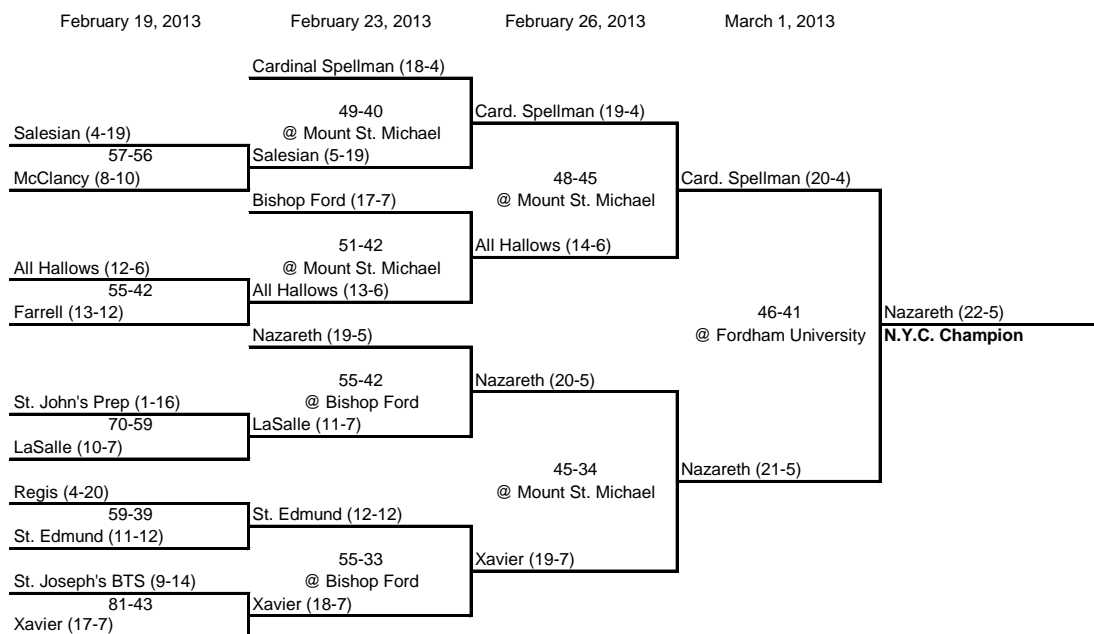 February 19, 2013 February 23, 2013 February 26, 2013 March 1, 2013
Cardinal Spellman (18-4)
49-40
@ Mount St. Michael
Card. Spellman (19-4)
Salesian (4-19)
57-56
Salesian (5-19)
McClancy (8-10)
48-45
@ Mount St. Michael
Card. Spellman (20-4)
Bishop Ford (17-7)
51-42
@ Mount St. Michael
All Hallows (14-6)
All Hallows (12-6)
55-42
All Hallows (13-6)
Farrell (13-12)
46-41
@ Fordham University
Nazareth (22-5)
N.Y.C. Champion
Nazareth (19-5)
55-42
@ Bishop Ford
Nazareth (20-5)
St. John's Prep (1-16)
70-59
LaSalle (11-7)
LaSalle (10-7)
45-34
@ Mount St. Michael
Nazareth (21-5)
Regis (4-20)
59-39
St. Edmund (12-12)
St. Edmund (11-12)
55-33
@ Bishop Ford
Xavier (19-7)
St. Joseph's BTS (9-14)
81-43
Xavier (18-7)
Xavier (17-7)